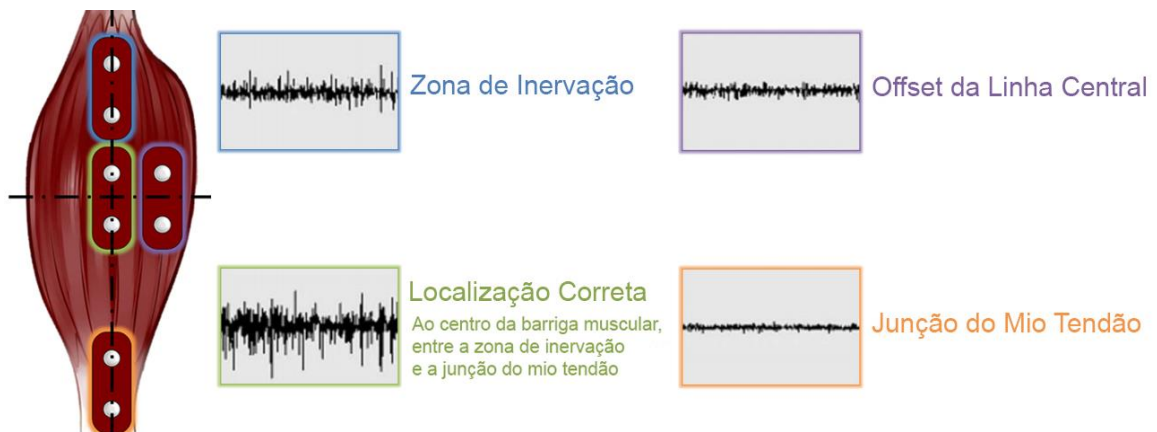 Zona de Inervação
Offset da Linha Central
Localização Correta
Ao centro da barriga muscular,
entre a zona de inervação
e a junção do mio tendão
Junção do Mio Tendão